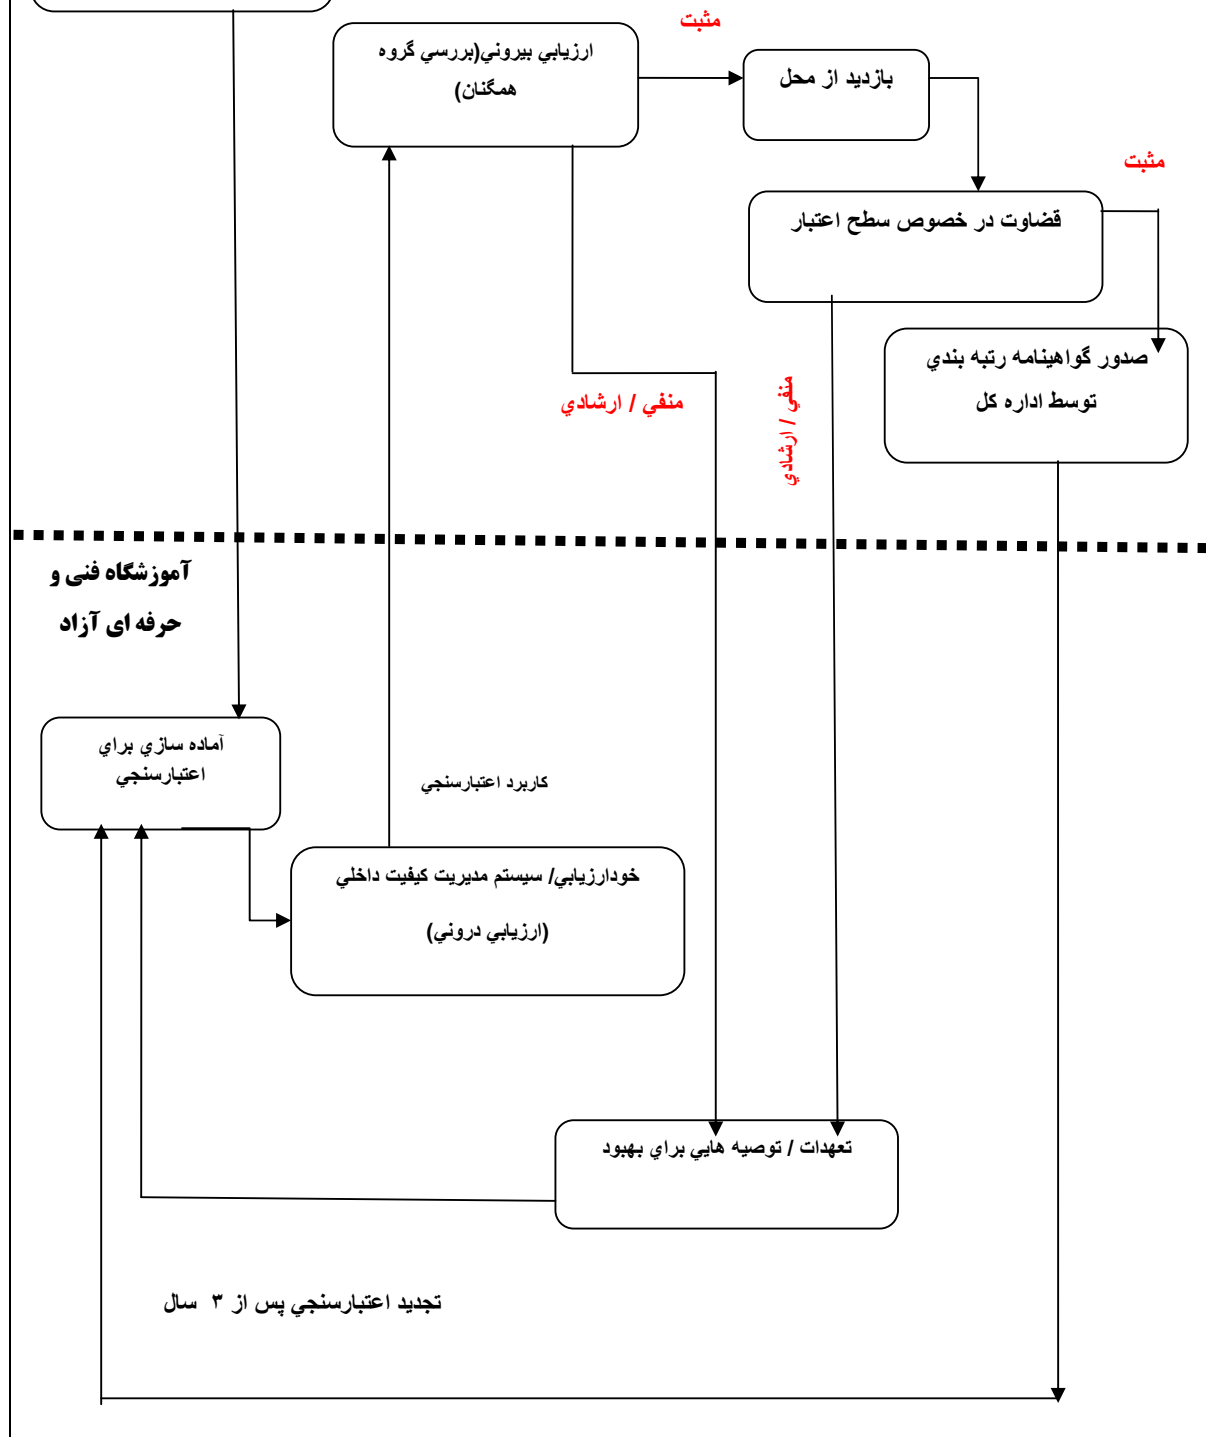 مثبت
ارزيابي بيروني(بررسي گروه
همگنان)
بازديد از محل
مثبت
قضاوت در خصوص سطح اعتبار
صدور گواهينامه رتبه بندي
توسط اداره كل
منفي / ارشادي
منفي / ارشادي
آموزشگاه فنی و
حرفه ای آزاد
آماده سازي براي
اعتبارسنجي
كاربرد اعتبارسنجي
خودارزيابي/ سيستم مديريت كيفيت داخلي
(ارزيابي دروني)
تعهدات / توصيه هايي براي بهبود
تجديد اعتبارسنجي پس از ۳ سال